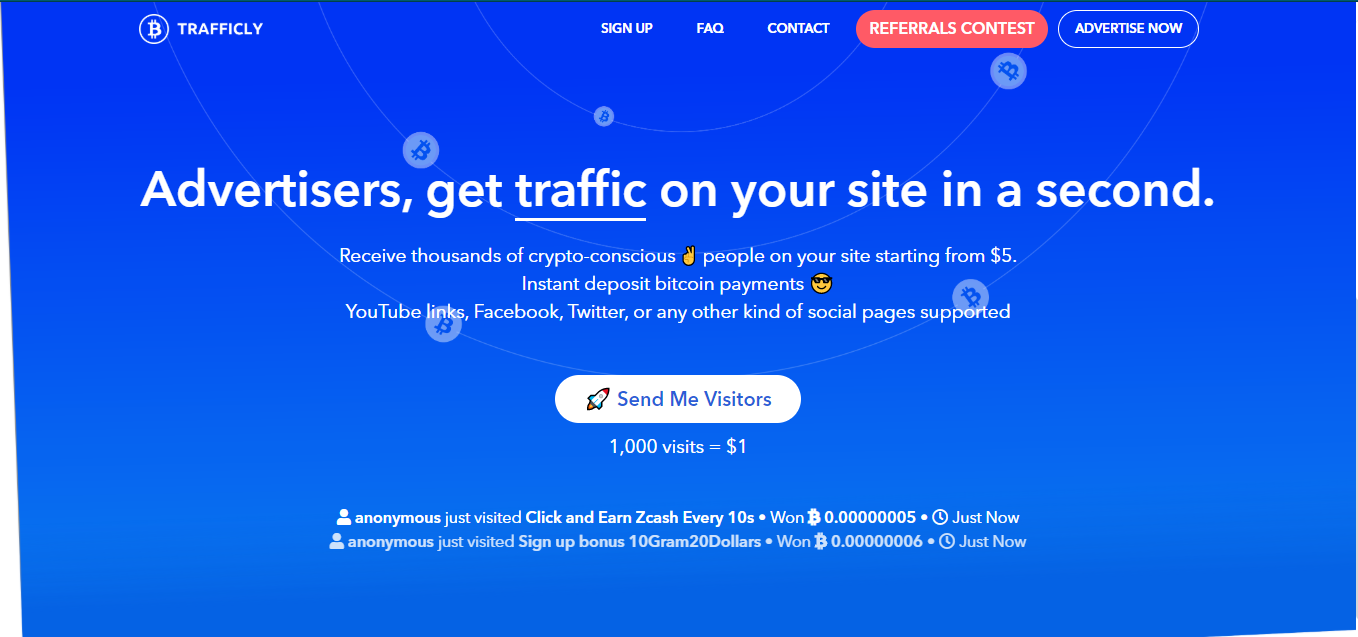 TRAFFICLY
SIGN UP FAQ CONTACT REFERRALS CONTEST ADVERTISE NOW
Advertisers, get traffic on your site in a second.
Receive thousands of crypto-conscious ✌ people on your site starting from $5.
Instant deposit bitcoin payments 😎
YouTube links, Facebook, Twitter, or any other kind of social pages supported
🚀 Send Me Visitors
1,000 visits = $1
anonymous just visited Click and Earn Zcash Every 10s • Won ₿ 0.00000005 • Just Now
anonymous just visited Sign up bonus 10Gram20Dollars • Won ₿ 0.00000006 • Just Now